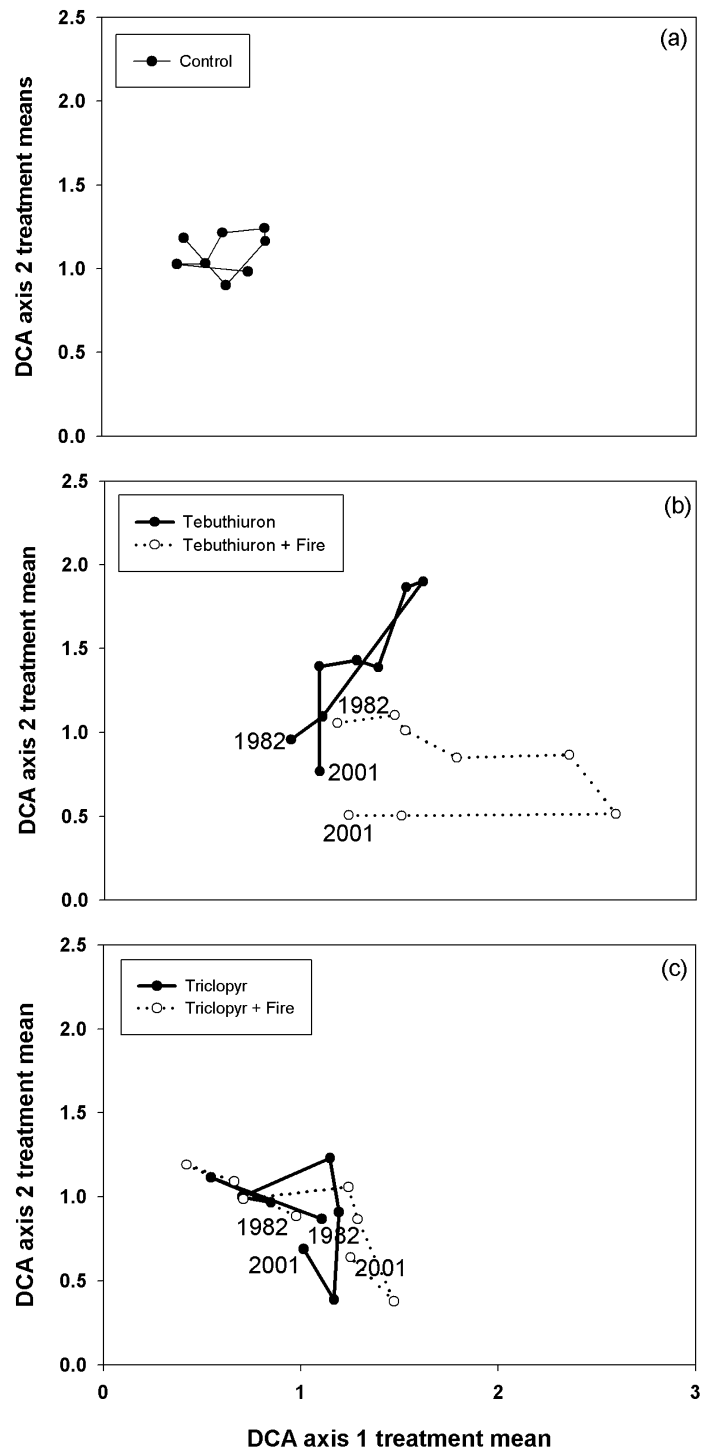 2.5
(a)
Control
2.0
1.5
1.0
0.5
0.0
DCA axis 2 treatment means
2.5
(b)
Tebuthiuron
Tebuthiuron + Fire
2.0
1.5
1982
1.0
1982
2001
0.5
2001
0.0
DCA axis 2 treatment mean
2.5
(c)
Triclopyr
Triclopyr + Fire
2.0
1.5
1.0
1982
1982
2001
2001
0.5
0.0
DCA axis 2 treatment mean
0 1 2 3
DCA axis 1 treatment mean